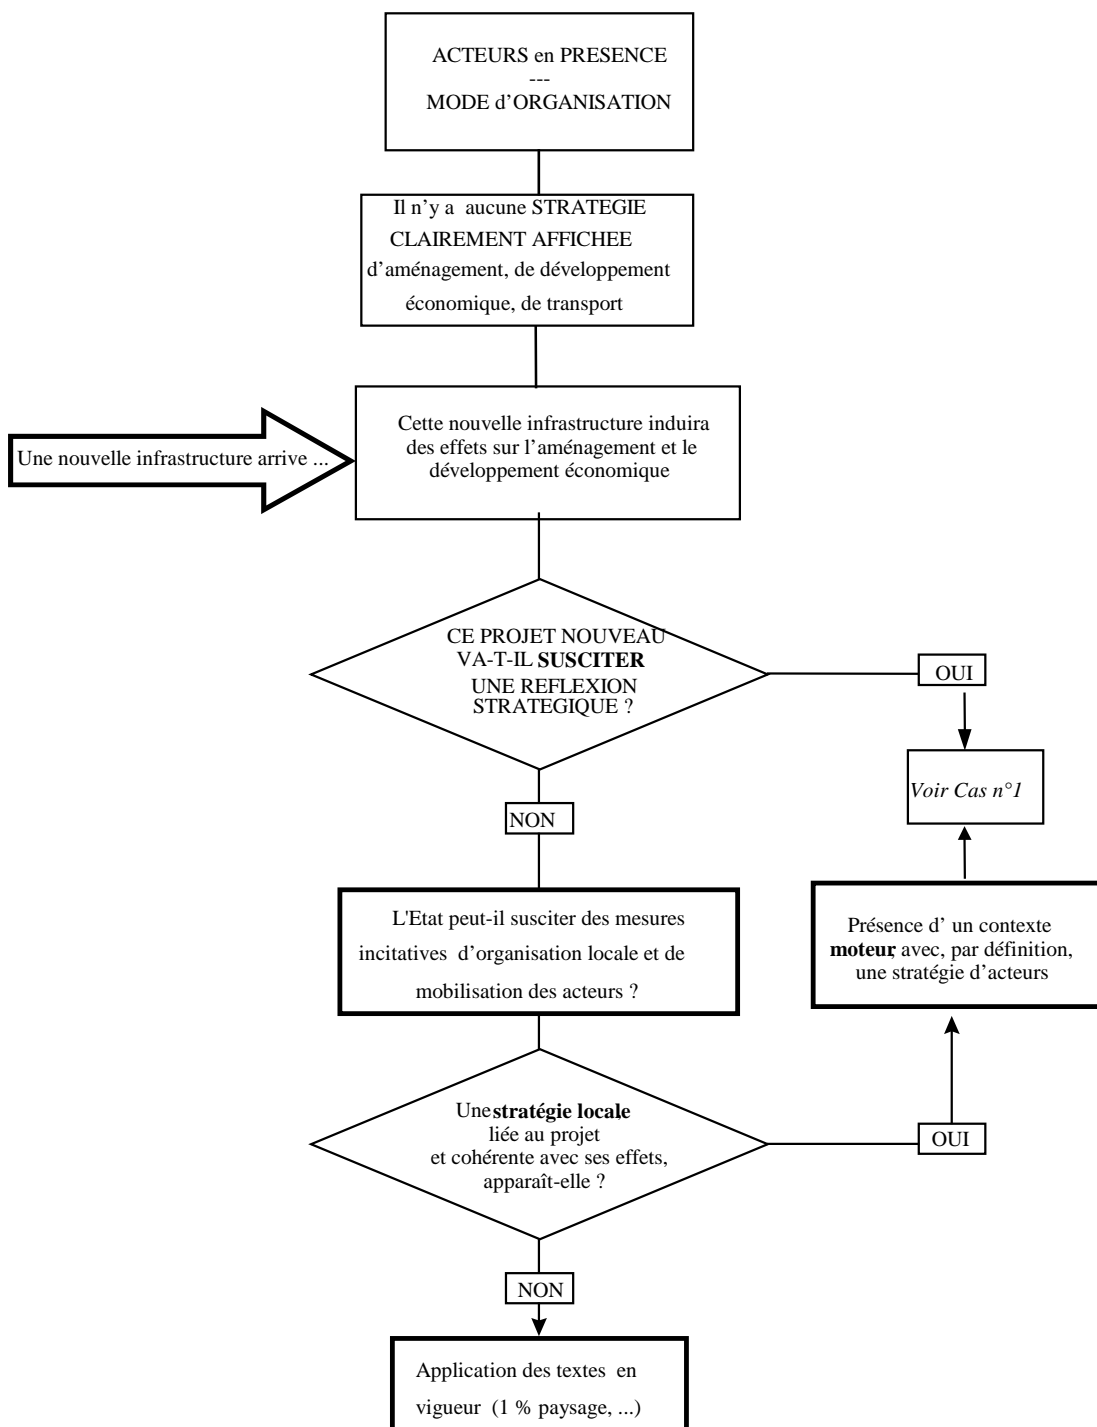 ACTEURS en PRESENCE
---
MODE d'ORGANISATION
Il n'y a aucune STRATEGIE
CLAIREMENT AFFICHEE
d'aménagement, de développement
économique, de transport
Une nouvelle infrastructure arrive ...
Cette nouvelle infrastructure induira
des effets sur l'aménagement et le
développement économique
CE PROJET NOUVEAU
VA-T-IL SUSCITER
UNE REFLEXION
STRATEGIQUE ?
OUI
Voir Cas n°1
NON
L'Etat peut-il susciter des mesures
incitatives d'organisation locale et de
mobilisation des acteurs ?
Présence d' un contexte
moteur, avec, par définition,
une stratégie d'acteurs
Une stratégie locale,
liée au projet
et cohérente avec ses effets,
apparaît-elle ?
OUI
NON
Application des textes en
vigueur (1 % paysage, ...)